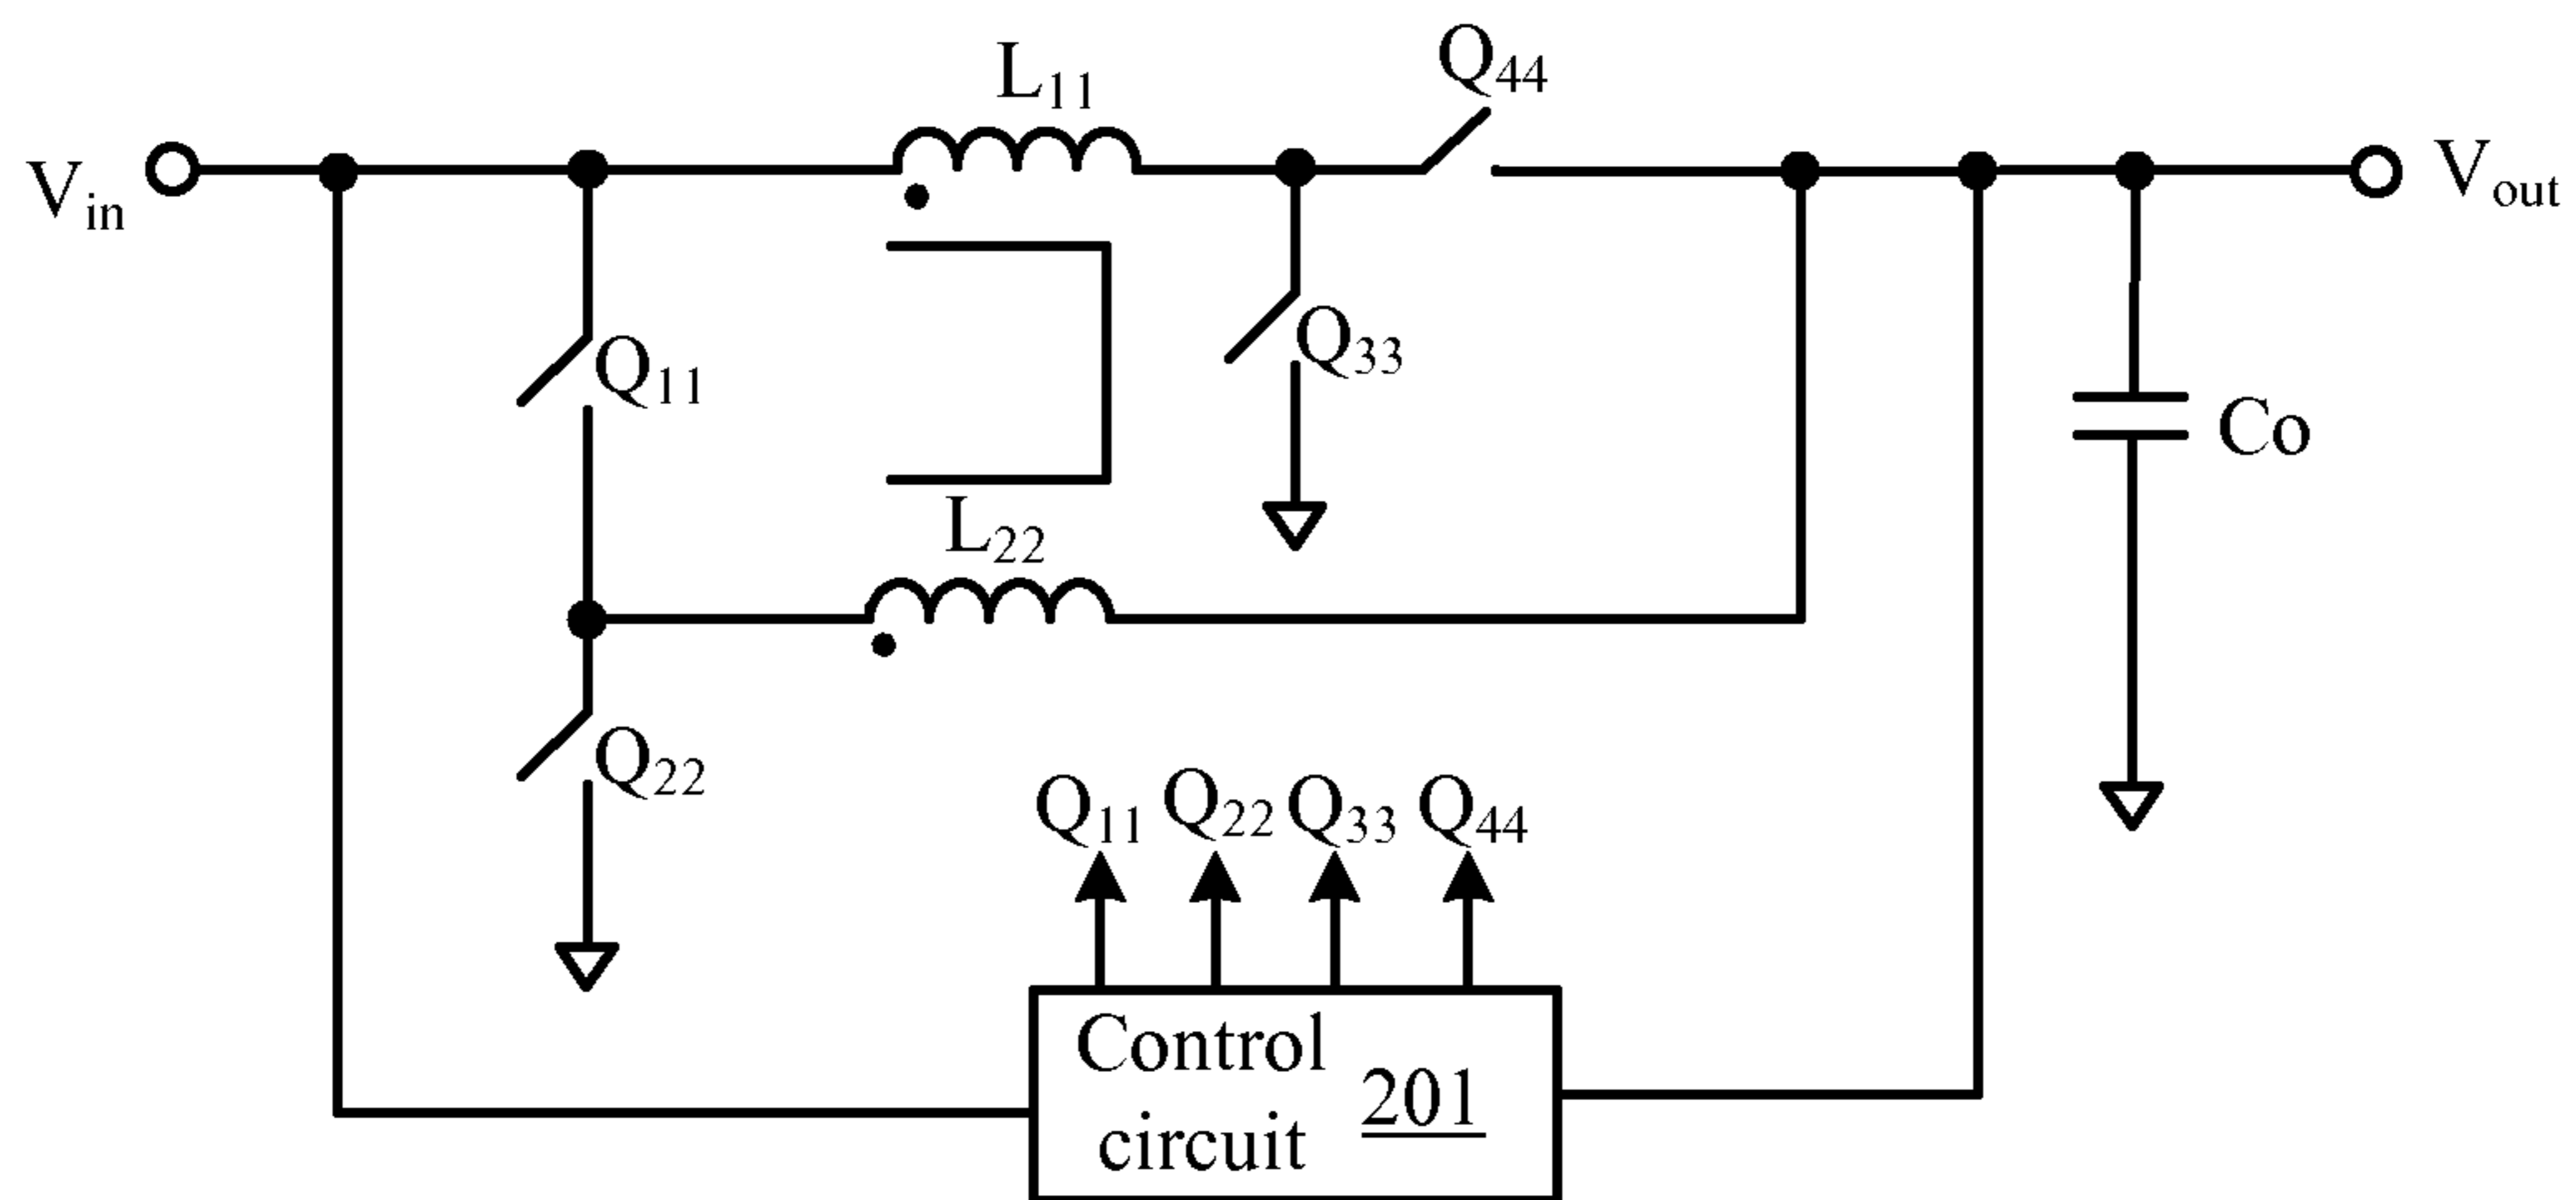 L11
Q44
Vin
Vout
Q33
Q11
Co
L22
Q22
Q11 Q22 Q33 Q44
Control
circuit 201